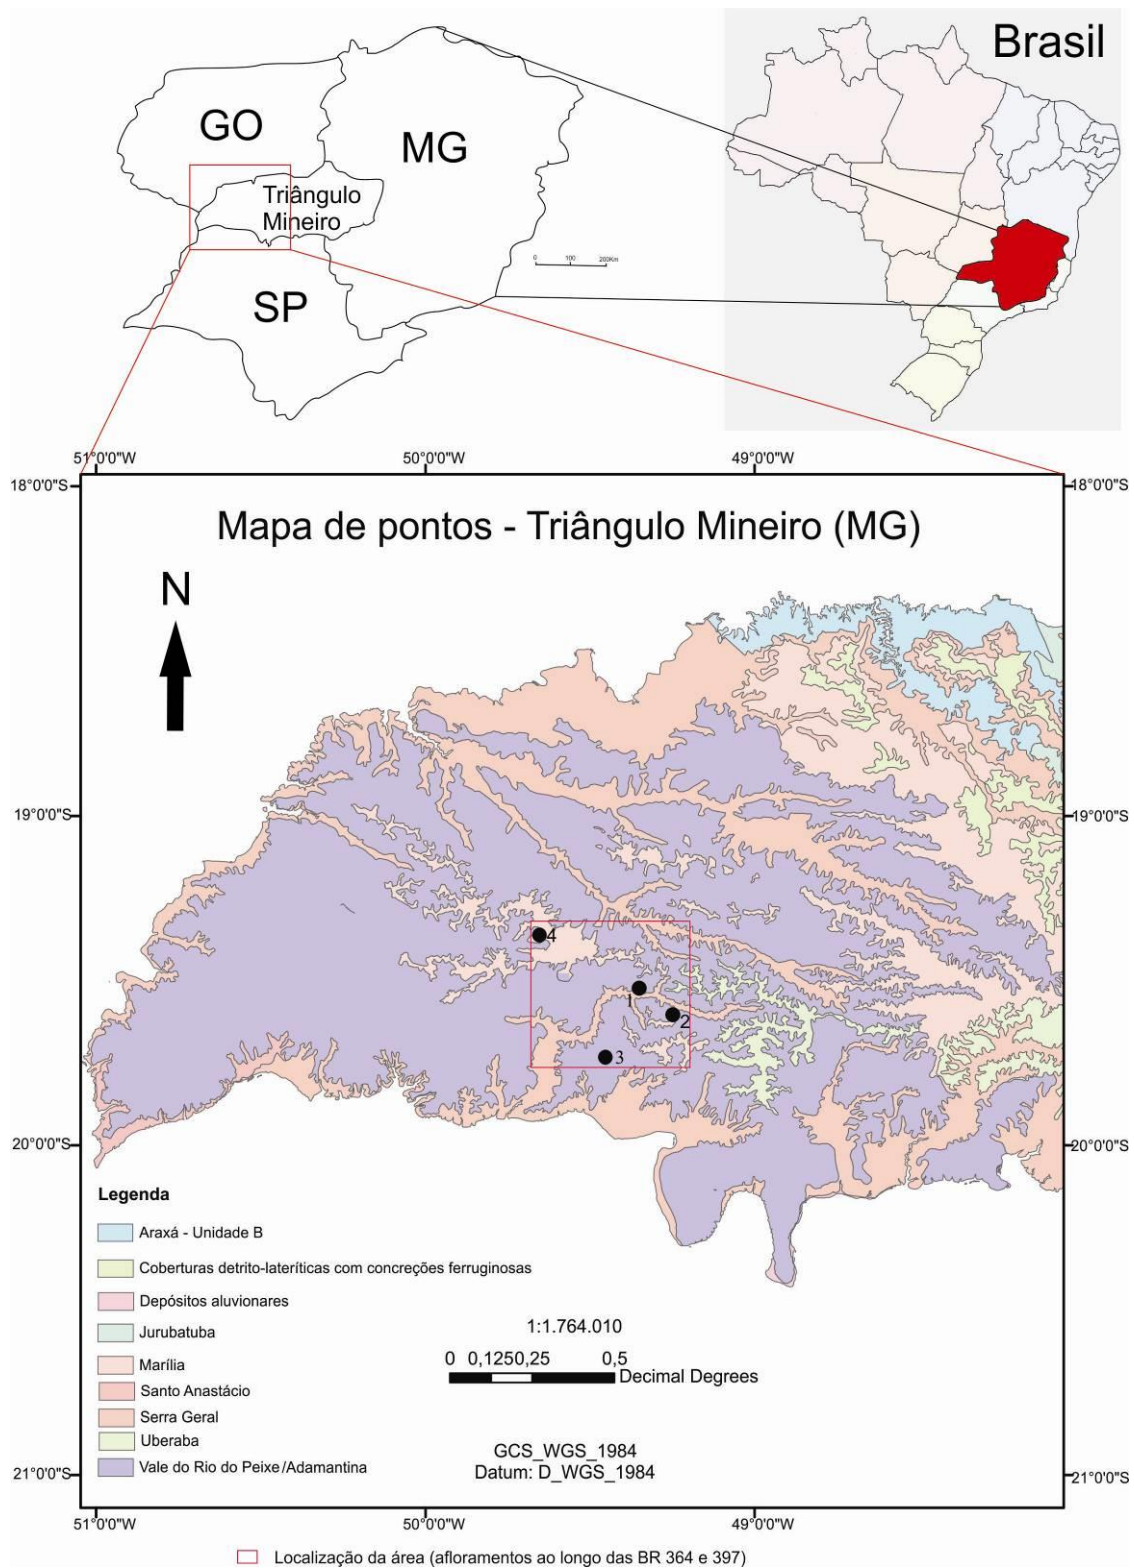 Brasil
GO
MG
Triângulo
Mineiro
0 100 200Km
SP
51°0'0"W 50°0'0"W 49°0'0"W
18°0'0"S 18°0'0"S
Mapa de pontos - Triângulo Mineiro (MG)
N
19°0'0"S 19°0'0"S
4
1
2
3
20°0'0"S 20°0'0"S
Legenda
Araxá - Unidade B
Coberturas detrito-lateríticas com concreções ferruginosas
Depósitos aluvionares
Jurubatuba
Marília
Santo Anastácio
Serra Geral
Uberaba
Vale do Rio do Peixe/Adamantina
1:1.764.010
0 0,1250,25 0,5
Decimal Degrees
GCS_WGS_1984
Datum: D_WGS_1984
21°0'0"S 21°0'0"S
51°0'0"W 50°0'0"W 49°0'0"W
Localização da área (afloramentos ao longo das BR 364 e 397)